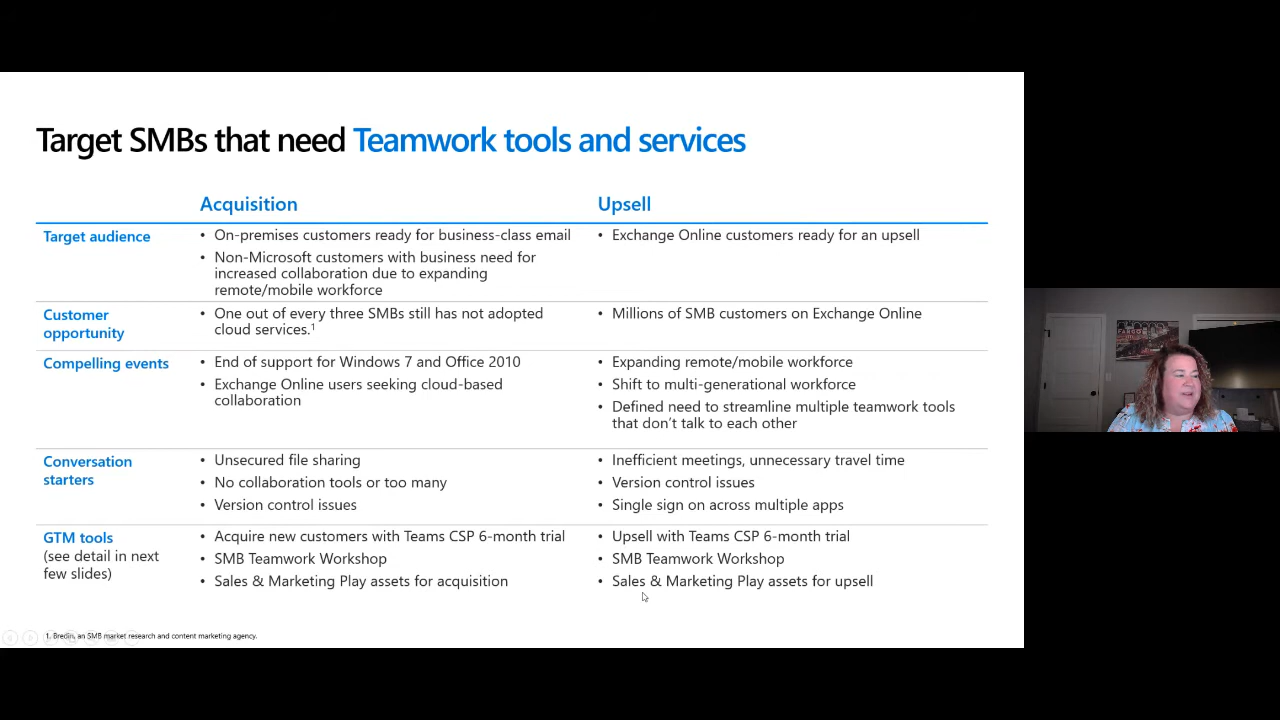 Target SMBs that need Teamwork tools and services
Acquisition
Upsell
Target audience
• On-premises customers ready for business-class email
• Non-Microsoft customers with business need for
increased collaboration due to expanding
remote/mobile workforce
• Exchange Online customers ready for an upsell
Customer
opportunity
• One out of every three SMBs still has not adopted
cloud services.1
• Millions of SMB customers on Exchange Online
Compelling events
• End of support for Windows 7 and Office 2010
• Exchange Online users seeking cloud-based
collaboration
• Expanding remote/mobile workforce
• Shift to multi-generational workforce
• Defined need to streamline multiple teamwork tools
that don’t talk to each other
Conversation
starters
• Unsecured file sharing
• No collaboration tools or too many
• Version control issues
• Inefficient meetings, unnecessary travel time
• Version control issues
• Single sign on across multiple apps
GTM tools
(see detail in next
few slides)
• Acquire new customers with Teams CSP 6-month trial
• SMB Teamwork Workshop
• Sales & Marketing Play assets for acquisition
• Upsell with Teams CSP 6-month trial
• SMB Teamwork Workshop
• Sales & Marketing Play assets for upsell
1. Bredin, an SMB market research and content marketing agency.
FARGO